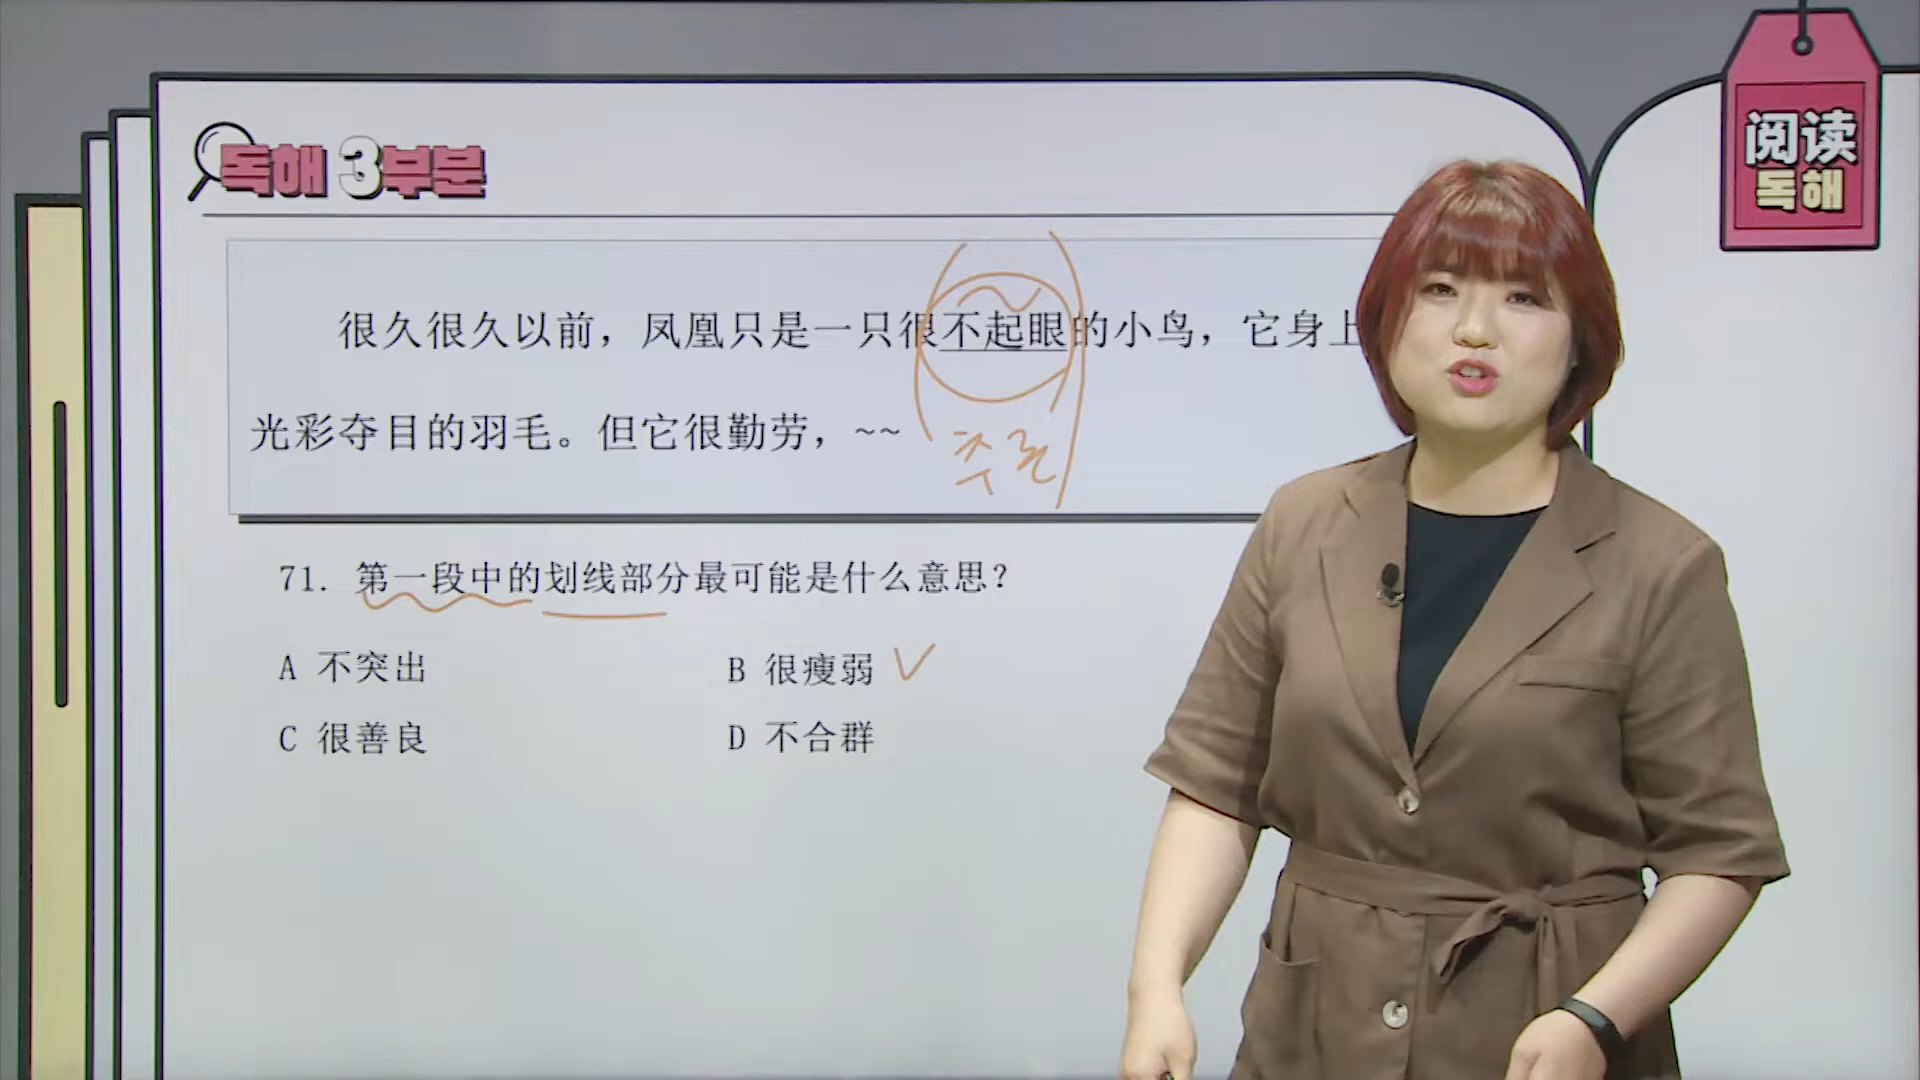 독해 3부분
阅读
독해
很久很久以前，凤凰只是一只很不起眼的小鸟，它身上
光彩夺目的羽毛。但它很勤劳，~~
추론
71. 第一段中的划线部分最可能是什么意思？
A 不突出
B 很瘦弱
C 很善良
D 不合群